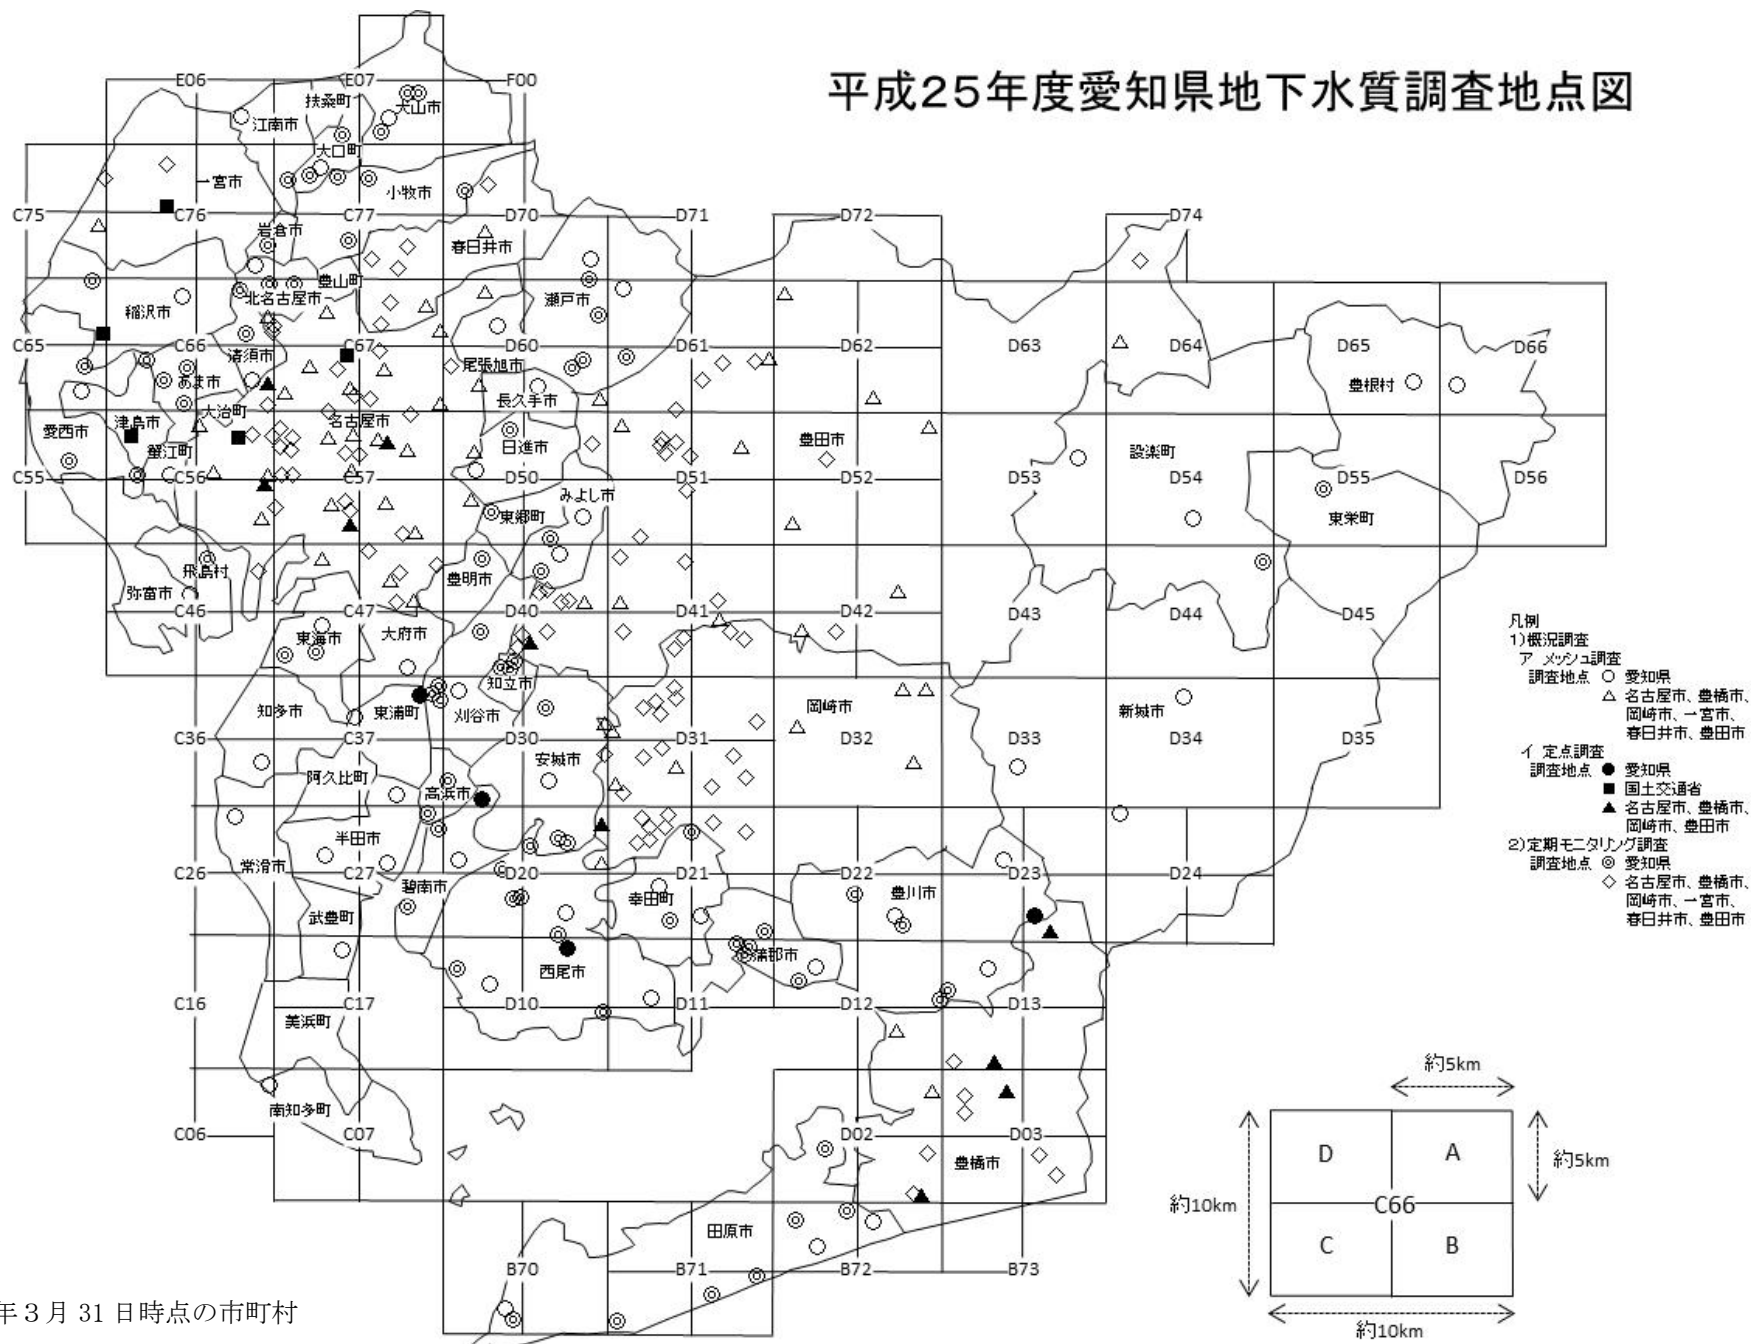 平成25年度愛知県地下水質調査地点図
E06
E07
F00
扶桑町
犬山市
江南市
大口町
一宮市
小牧市
C75
C76
C77
D70
D71
D72
D74
岩倉市
春日井市
豊山町
北名古屋市
瀬戸市
稲沢市
清須市
C65
C66
C67
D60
D61
D62
D63
D64
D65
D66
尾張旭市
あま市
豊根村
長久手市
大治町
津島市
愛西市
名古屋市
豊田市
蟹江町
日進市
設楽町
C55
C56
C57
D50
D51
D52
D53
D54
D55
D56
みよし市
東郷町
東栄町
飛島村
豊明市
弥富市
C46
C47
D40
D41
D42
D43
D44
D45
東海市
大府市
知立市
知多市
東浦町
刈谷市
岡崎市
新城市
C36
C37
D30
D31
D32
D33
D34
D35
安城市
阿久比町
高浜市
半田市
常滑市
C26
C27
D20
D21
D22
D23
D24
碧南市
幸田町
豊川市
武豊町
蒲郡市
西尾市
C16
C17
D10
D11
D12
D13
美浜町
南知多町
C06
C07
D02
D03
豊橋市
田原市
B70
B71
B72
B73
凡例
1)概況調査
ア メッシュ調査
調査地点 ○ 愛知県
△ 名古屋市、豊橋市、
岡崎市、一宮市、
春日井市、豊田市
イ 定点調査
調査地点 ● 愛知県
■ 国土交通省
▲ 名古屋市、豊橋市、
岡崎市、豊田市
2)定期モニタリング調査
調査地点 ◎ 愛知県
◇ 名古屋市、豊橋市、
岡崎市、一宮市、
春日井市、豊田市
約5km
D
A
約5km
約10km
C66
C
B
約10km
年3月31日時点の市町村